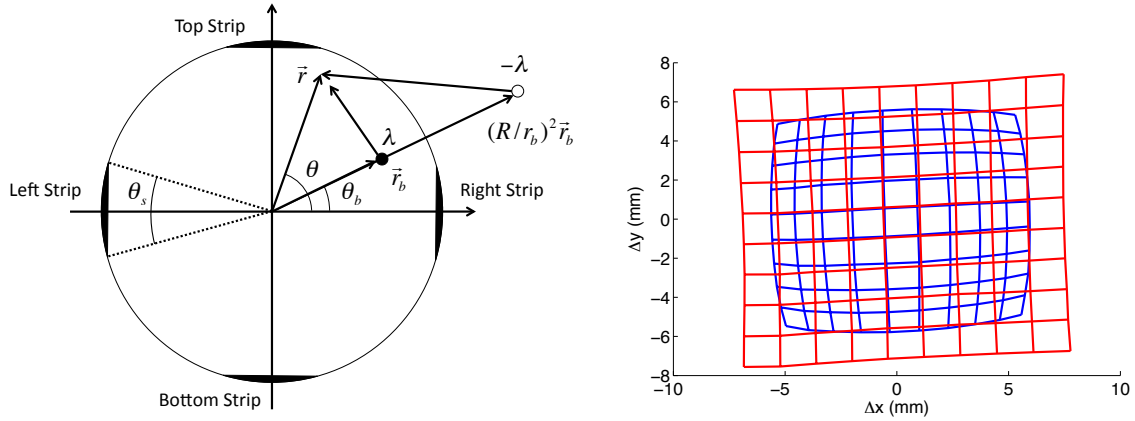 Top Strip
r⃗
−λ
λ
(R/r_b)² r⃗_b
Left Strip
θ_s
θ
θ_b
r⃗_b
Right Strip
Bottom Strip
8
6
4
2
0
−2
−4
−6
−8
Δy (mm)
−10
−5
0
5
10
Δx (mm)